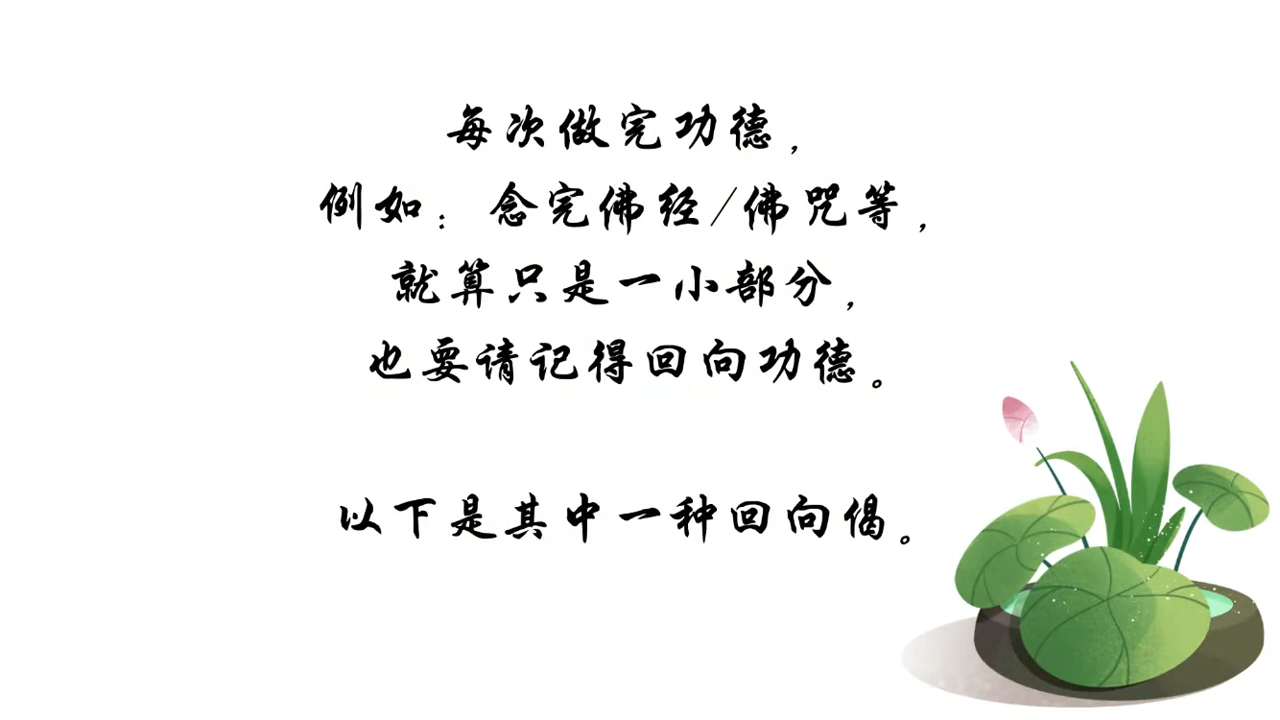 每次做完功德，
例如：念完佛经/佛咒等，
就算只是一小部分，
也要请记得回向功德。
以下是其中一种回向偈。